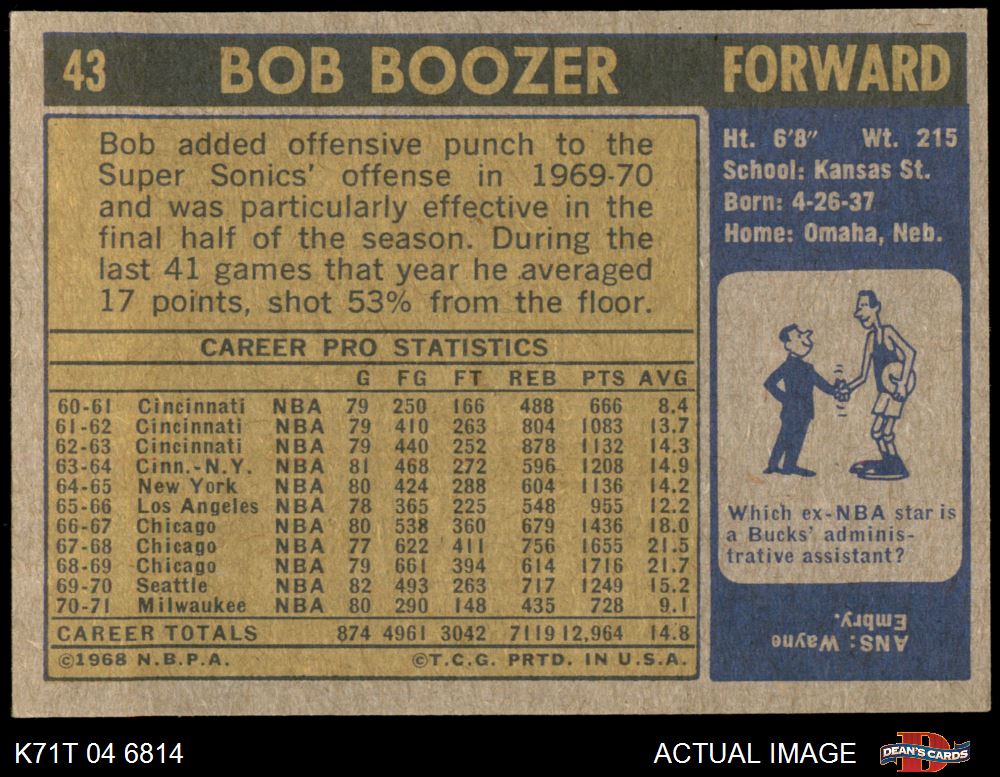 43 BOB BOOZER FORWARD
Bob added offensive punch to the
Super Sonics' offense in 1969-70
and was particularly effective in the
final half of the season. During the
last 41 games that year he averaged
17 points, shot 53% from the floor.
CAREER PRO STATISTICS
G FG FT REB PTS AVG
60-61 Cincinnati NBA 79 250 166 488 666 8.4
61-62 Cincinnati NBA 79 410 263 804 1083 13.7
62-63 Cincinnati NBA 79 440 252 878 1132 14.3
63-64 Cinn.-N.Y. NBA 81 468 272 596 1208 14.9
64-65 New York NBA 80 424 288 604 1136 14.2
65-66 Los Angeles NBA 78 365 225 548 955 12.2
66-67 Chicago NBA 80 538 360 679 1436 18.0
67-68 Chicago NBA 77 622 411 756 1655 21.5
68-69 Chicago NBA 79 661 394 614 1716 21.7
69-70 Seattle NBA 82 493 263 717 1249 15.2
70-71 Milwaukee NBA 80 290 148 435 728 9.1
CAREER TOTALS 874 4961 3042 7119 12,964 14.8
©1968 N.B.P.A. ©T.C.G. PRTD. IN U.S.A.
Ht. 6'8" Wt. 215
School: Kansas St.
Born: 4-26-37
Home: Omaha, Neb.
Which ex-NBA star is
a Bucks' adminis-
trative assistant?
ANS: Wayne
Embry.
K71T 04 6814 ACTUAL IMAGE D DEAN'S CARDS